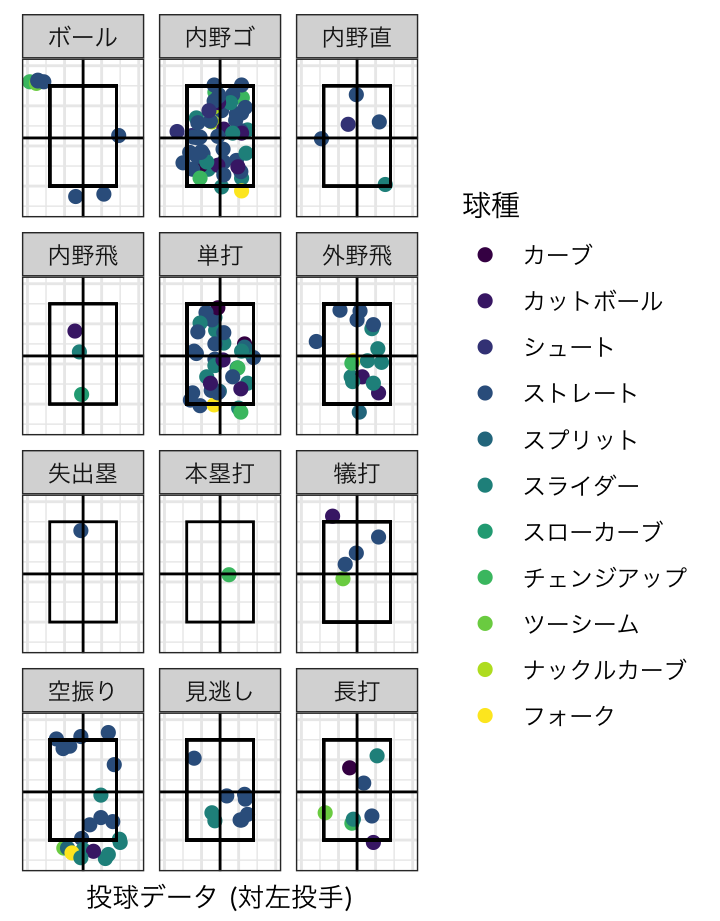 ボール
内野ゴ
内野直
内野飛
単打
外野飛
失出塁
本塁打
犠打
空振り
見逃し
長打
球種
カーブ
カットボール
シュート
ストレート
スプリット
スライダー
スローカーブ
チェンジアップ
ツーシーム
ナックルカーブ
フォーク
投球データ (対左投手)